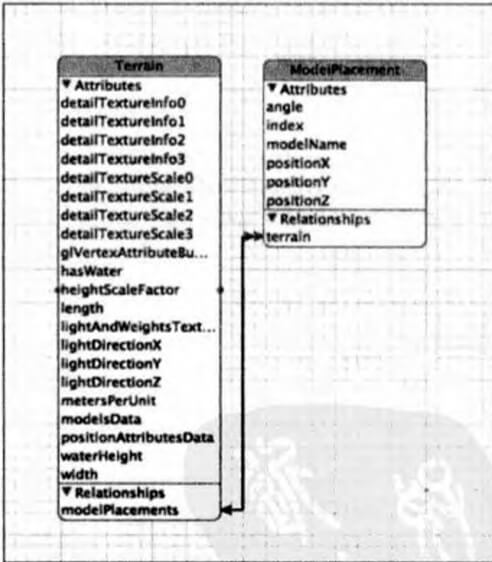 Terrain
▼ Attributes
detailTextureInfo0
detailTextureInfo1
detailTextureInfo2
detailTextureInfo3
detailTextureScale0
detailTextureScale1
detailTextureScale2
detailTextureScale3
glVertexAttributeBu...
hasWater
heightScaleFactor
length
lightAndWeightsText...
lightDirectionX
lightDirectionY
lightDirectionZ
metersPerUnit
modelsData
positionAttributesData
waterHeight
width
▼ Relationships
modelPlacements
ModelPlacement
▼ Attributes
angle
index
modelName
positionX
positionY
positionZ
▼ Relationships
terrain